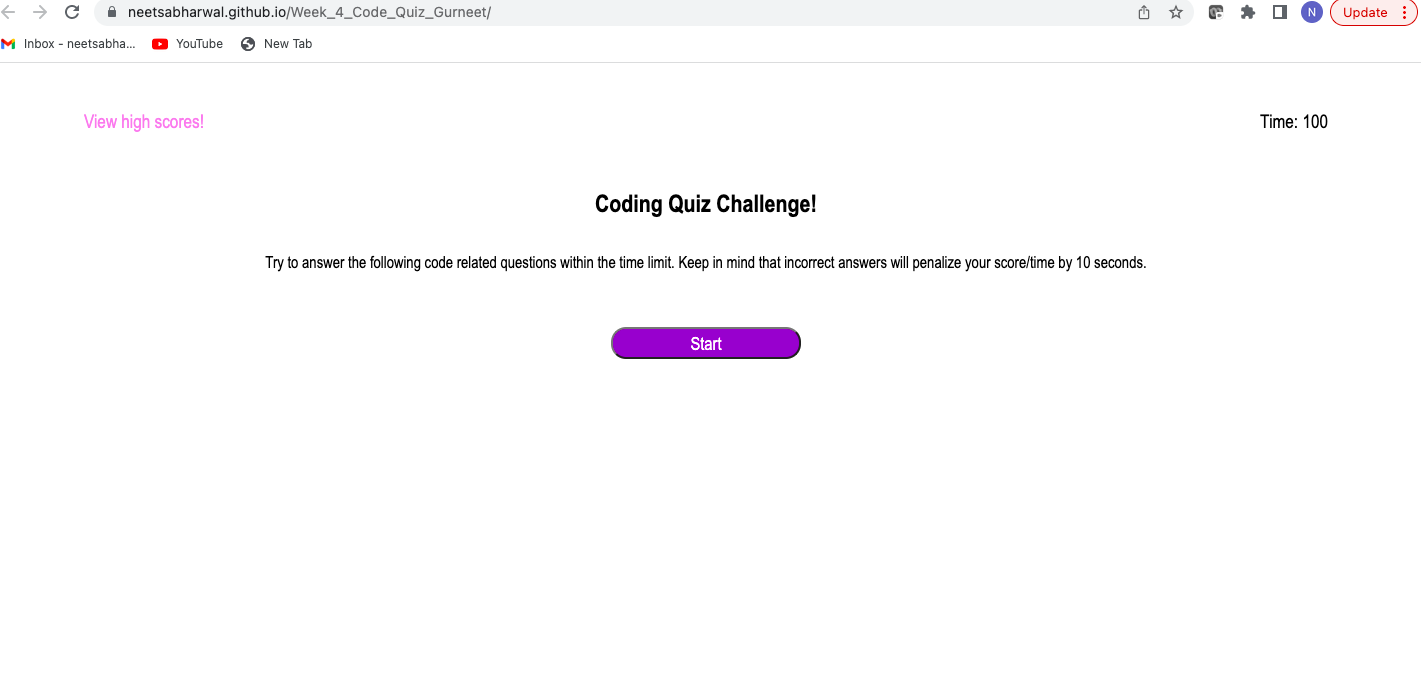 neetsabharwal.github.io/Week_4_Code_Quiz_Gurneet/
N
Update
Inbox - neetsabha...
YouTube
New Tab
View high scores!
Time: 100
Coding Quiz Challenge!
Try to answer the following code related questions within the time limit. Keep in mind that incorrect answers will penalize your score/time by 10 seconds.
Start